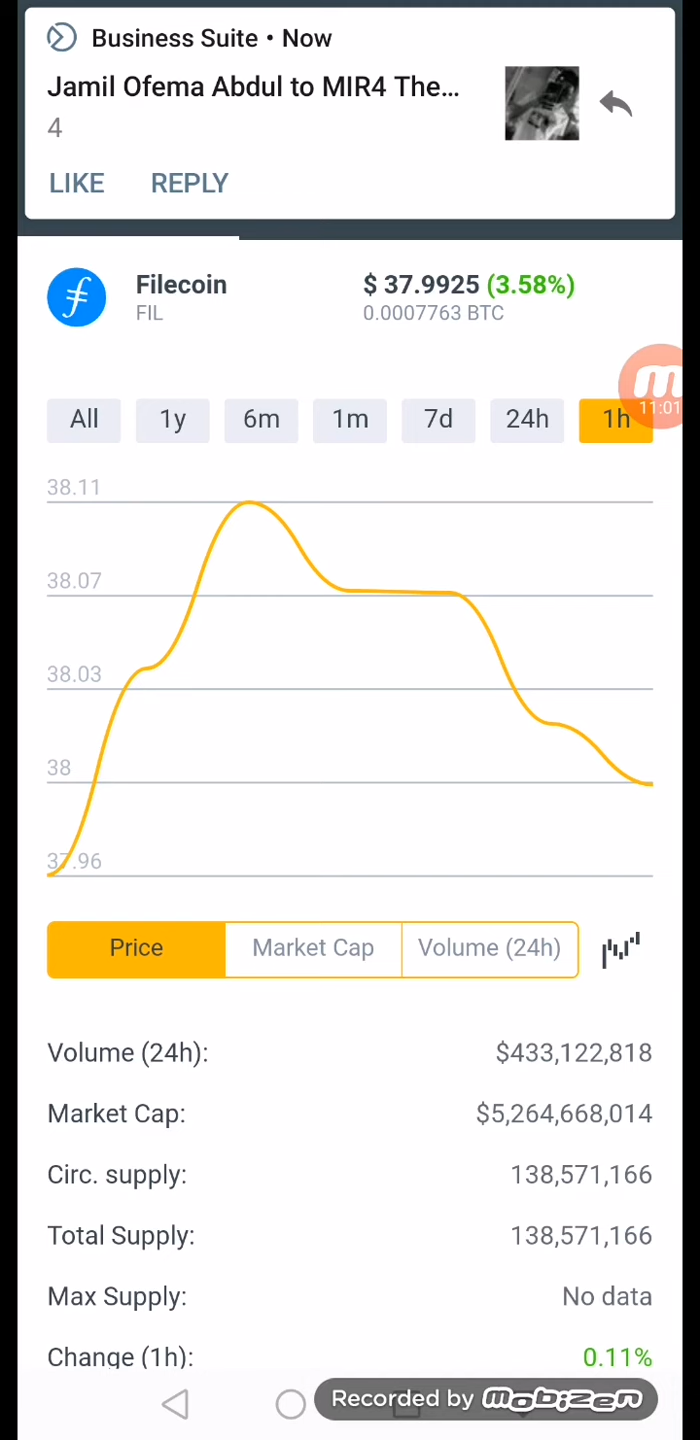 Business Suite • Now
Jamil Ofema Abdul to MIR4 The...
4
LIKE REPLY
Filecoin $ 37.9925 (3.58%)
FIL 0.0007763 BTC
All 1y 6m 1m 7d 24h 1h
11:01
38.11
38.07
38.03
38
37.96
Price Market Cap Volume (24h)
Volume (24h): $433,122,818
Market Cap: $5,264,668,014
Circ. supply: 138,571,166
Total Supply: 138,571,166
Max Supply: No data
Change (1h): 0.11%
Recorded by mobizen